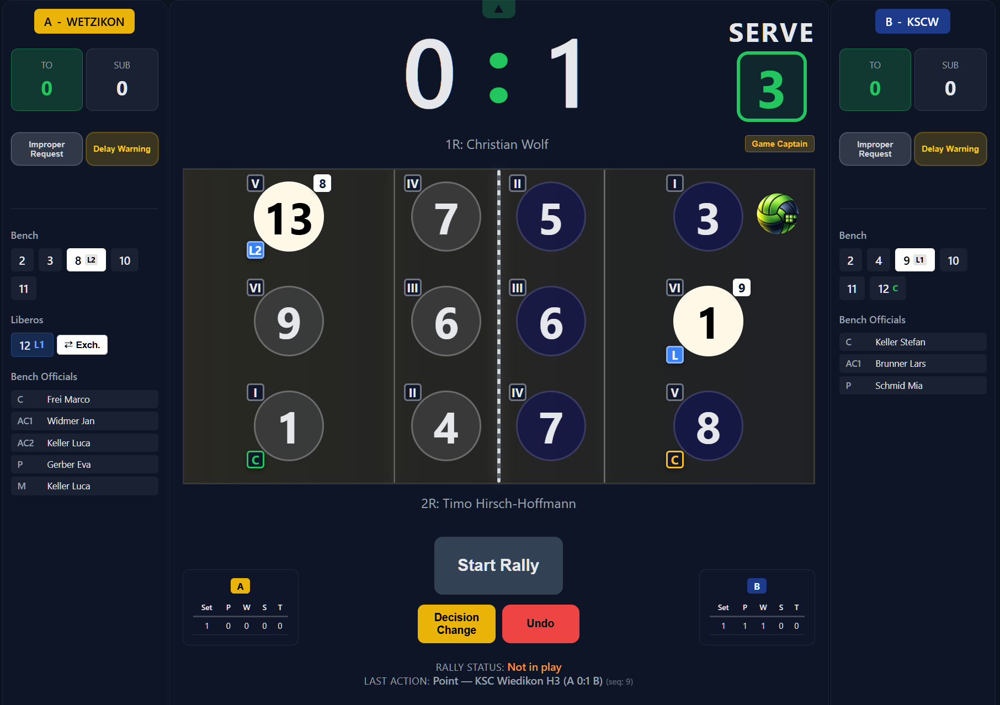 A - WETZIKON
TO
0
SUB
0
Improper
Request
Delay Warning
Bench
2
3
8 L2
10
11
Liberos
12 L1
⇄ Exch.
Bench Officials
C Frei Marco
AC1 Widmer Jan
AC2 Keller Luca
P Gerber Eva
M Keller Luca
▲
0 : 1
SERVE
3
1R: Christian Wolf
Game Captain
V
13
8
L2
IV
7
II
5
I
3
VI
9
III
6
III
6
VI
1
9
L
I
1
C
II
4
IV
7
V
8
C
2R: Timo Hirsch-Hoffmann
Start Rally
Decision
Change
Undo
A
Set P W S T
1 0 0 0 0
B
Set P W S T
1 1 1 0 0
RALLY STATUS: Not in play
LAST ACTION: Point — KSC Wiedikon H3 (A 0:1 B) (seq: 9)
B - KSCW
TO
0
SUB
0
Improper
Request
Delay Warning
Bench
2
4
9 L1
10
11
12 C
Bench Officials
C Keller Stefan
AC1 Brunner Lars
P Schmid Mia